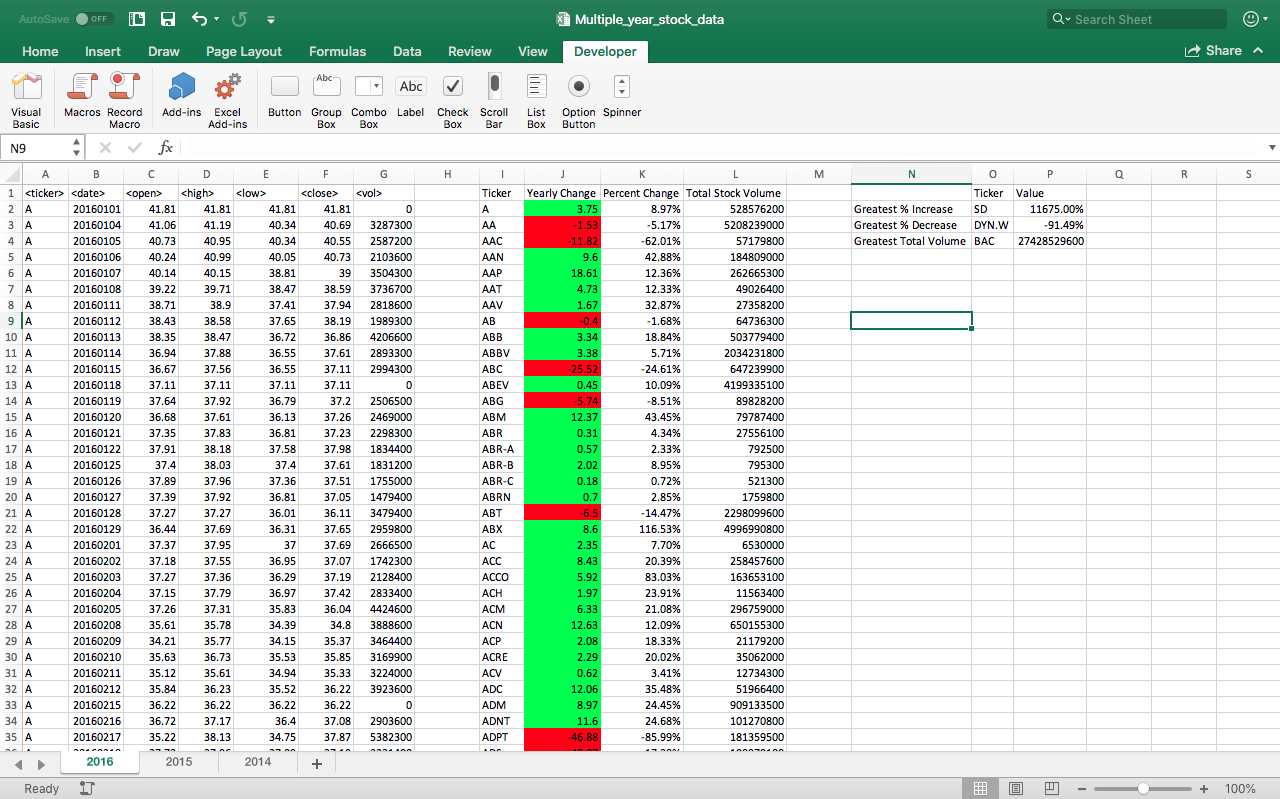 AutoSave OFF Multiple_year_stock_data Search Sheet
Home Insert Draw Page Layout Formulas Data Review View Developer Share
Abc Abc
Visual Basic Macros Record Macro Add-ins Excel Add-ins Button Group Box Combo Box Label Check Box Scroll Bar List Box Option Button Spinner
N9 fx
A B C D E F G H I J K L M N O P Q R S
1 <ticker> <date> <open> <high> <low> <close> <vol> Ticker Yearly Change Percent Change Total Stock Volume Ticker Value
2 A 20160101 41.81 41.81 41.81 41.81 0 A 3.75 8.97% 528576200 Greatest % Increase SD 11675.00%
3 A 20160104 41.06 41.19 40.34 40.69 3287300 AA -1.53 -5.17% 5208239000 Greatest % Decrease DYN.W -91.49%
4 A 20160105 40.73 40.95 40.34 40.55 2587200 AAC -11.82 -62.01% 57179800 Greatest Total Volume BAC 27428529600
5 A 20160106 40.24 40.99 40.05 40.73 2103600 AAN 9.6 42.88% 184809000
6 A 20160107 40.14 40.15 38.81 39 3504300 AAP 18.61 12.36% 262665300
7 A 20160108 39.22 39.71 38.47 38.59 3736700 AAT 4.73 12.33% 49026400
8 A 20160111 38.71 38.9 37.41 37.94 2818600 AAV 1.67 32.87% 27358200
9 A 20160112 38.43 38.58 37.65 38.19 1989300 AB -0.4 -1.68% 64736300
10 A 20160113 38.35 38.47 36.72 36.86 4206600 ABB 3.34 18.84% 503779400
11 A 20160114 36.94 37.88 36.55 37.61 2893300 ABBV 3.38 5.71% 2034231800
12 A 20160115 36.67 37.56 36.55 37.11 2994300 ABC -25.52 -24.61% 647239900
13 A 20160118 37.11 37.11 37.11 37.11 0 ABEV 0.45 10.09% 4199335100
14 A 20160119 37.64 37.92 36.79 37.2 2506500 ABG -5.74 -8.51% 89828200
15 A 20160120 36.68 37.61 36.13 37.26 2469000 ABM 12.37 43.45% 79787400
16 A 20160121 37.35 37.83 36.81 37.23 2298300 ABR 0.31 4.34% 27556100
17 A 20160122 37.91 38.18 37.58 37.98 1834400 ABR-A 0.57 2.33% 792500
18 A 20160125 37.4 38.03 37.4 37.61 1831200 ABR-B 2.02 8.95% 795300
19 A 20160126 37.89 37.96 37.36 37.51 1755000 ABR-C 0.18 0.72% 521300
20 A 20160127 37.39 37.92 36.81 37.05 1479400 ABRN 0.7 2.85% 1759800
21 A 20160128 37.27 37.27 36.01 36.11 3479400 ABT -6.5 -14.47% 2298099600
22 A 20160129 36.44 37.69 36.31 37.65 2959800 ABX 8.6 116.53% 4996990800
23 A 20160201 37.37 37.95 37 37.69 2666500 AC 2.35 7.70% 6530000
24 A 20160202 37.18 37.55 36.95 37.07 1742300 ACC 8.43 20.39% 258457600
25 A 20160203 37.27 37.36 36.29 37.19 2128400 ACCO 5.92 83.03% 163653100
26 A 20160204 37.15 37.79 36.97 37.42 2833400 ACH 1.97 23.91% 11563400
27 A 20160205 37.26 37.31 35.83 36.04 4424600 ACM 6.33 21.08% 296759000
28 A 20160208 35.61 35.78 34.39 34.8 3888600 ACN 12.63 12.09% 650155300
29 A 20160209 34.21 35.77 34.15 35.37 3464400 ACP 2.08 18.33% 21179200
30 A 20160210 35.63 36.73 35.53 35.85 3169900 ACRE 2.29 20.02% 35062000
31 A 20160211 35.12 35.61 34.94 35.33 3224000 ACV 0.62 3.41% 12734300
32 A 20160212 35.84 36.23 35.52 36.22 3923600 ADC 12.06 35.48% 51966400
33 A 20160215 36.22 36.22 36.22 36.22 0 ADM 8.97 24.45% 909133500
34 A 20160216 36.72 37.17 36.4 37.08 2903600 ADNT 11.6 24.68% 101270800
35 A 20160217 35.22 38.13 34.75 37.87 5382300 ADPT -46.88 -85.99% 181359500
2016 2015 2014
Ready 100%